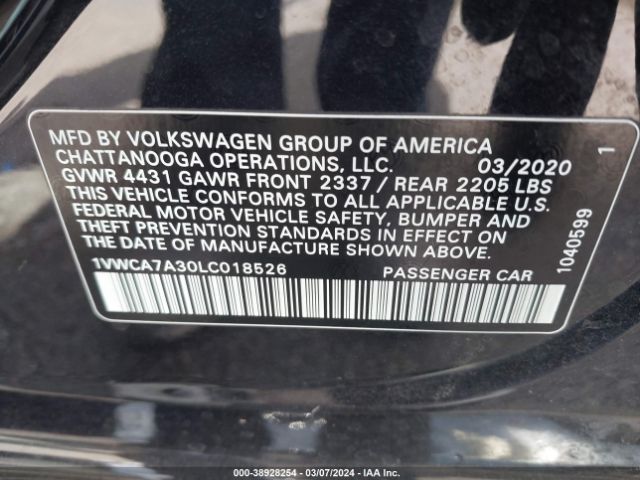 MFD BY VOLKSWAGEN GROUP OF AMERICA
CHATTANOOGA OPERATIONS, LLC. 03/2020
GVWR 4431 GAWR FRONT 2337 / REAR 2205 LBS
THIS VEHICLE CONFORMS TO ALL APPLICABLE U.S.
FEDERAL MOTOR VEHICLE SAFETY, BUMPER AND
THEFT PREVENTION STANDARDS IN EFFECT ON
THE DATE OF MANUFACTURE SHOWN ABOVE.
1VWCA7A30LC018526 PASSENGER CAR
1040599 1
000-38928254 - 03/07/2024 - IAA Inc.